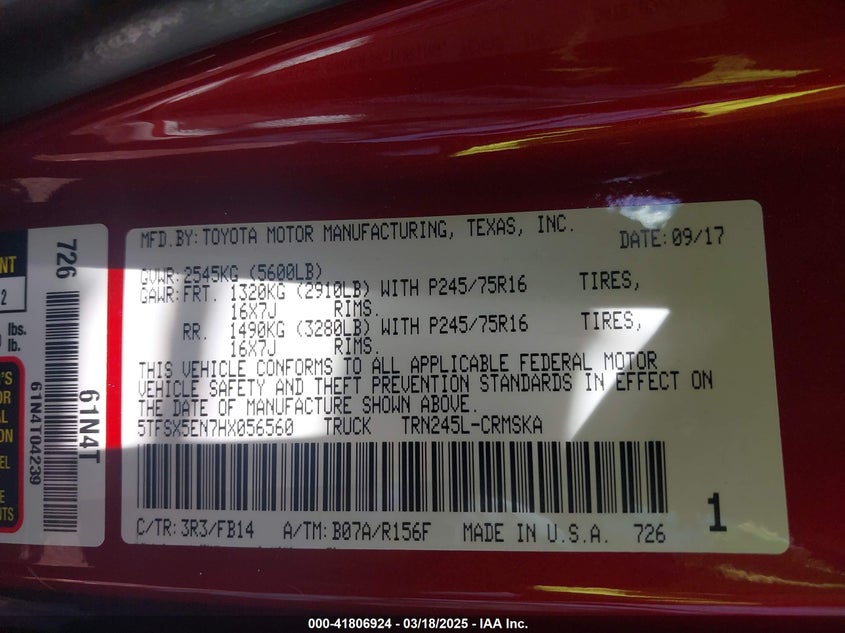 MFD.BY: TOYOTA MOTOR MANUFACTURING, TEXAS, INC. DATE: 09/17
GVWR: 2545KG (5600LB)
GAWR: FRT. 1320KG (2910LB) WITH P245/75R16 TIRES,
16X7J RIMS.
RR. 1490KG (3280LB) WITH P245/75R16 TIRES,
16X7J RIMS.
THIS VEHICLE CONFORMS TO ALL APPLICABLE FEDERAL MOTOR
VEHICLE SAFETY AND THEFT PREVENTION STANDARDS IN EFFECT ON
THE DATE OF MANUFACTURE SHOWN ABOVE.
5TFSX5EN7HX056560 TRUCK TRN245L-CRMSKA
C/TR: 3R3/FB14 A/TM: B07A/R156F MADE IN U.S.A. 726
1
726
61N4T
61N4T04239
2
lbs.
lb.
000-41806924 - 03/18/2025 - IAA Inc.